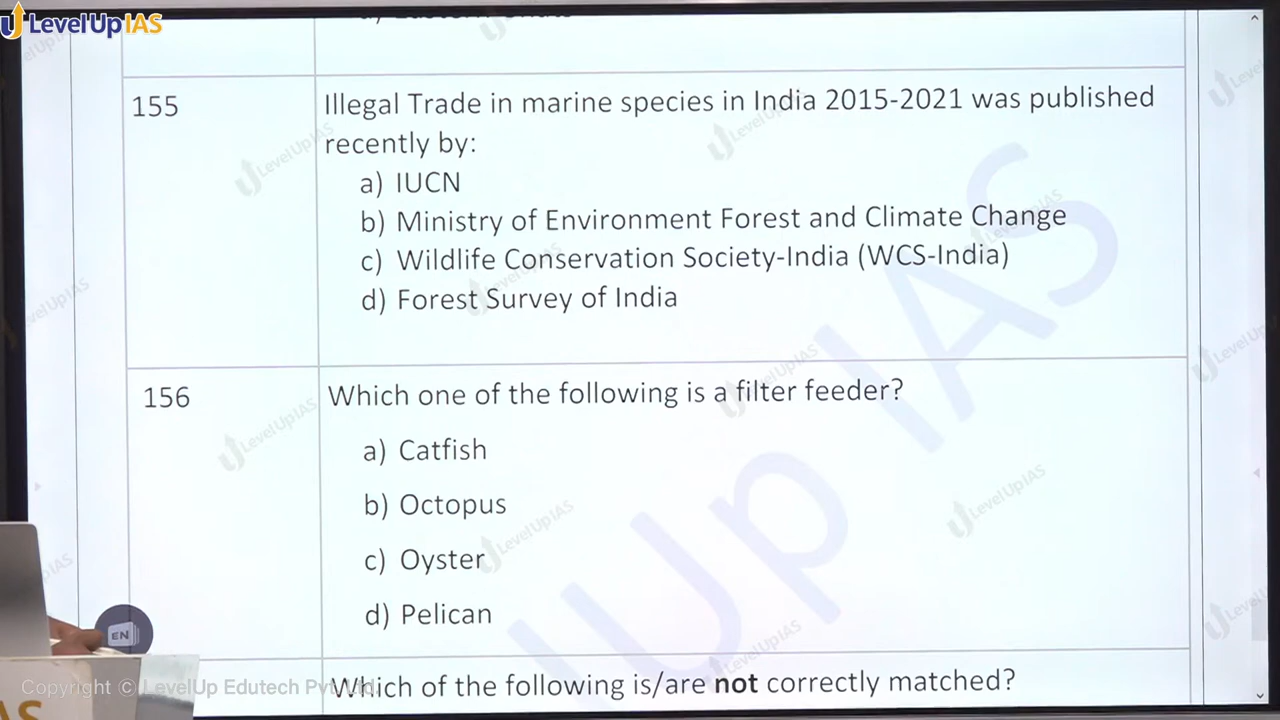 LevelUp IAS
155
Illegal Trade in marine species in India 2015-2021 was published
recently by:
a) IUCN
b) Ministry of Environment Forest and Climate Change
c) Wildlife Conservation Society-India (WCS-India)
d) Forest Survey of India
156
Which one of the following is a filter feeder?
a) Catfish
b) Octopus
c) Oyster
d) Pelican
EN
Which of the following is/are not correctly matched?
Copyright © LevelUp Edutech Pvt. Ltd.
Up IAS
AS